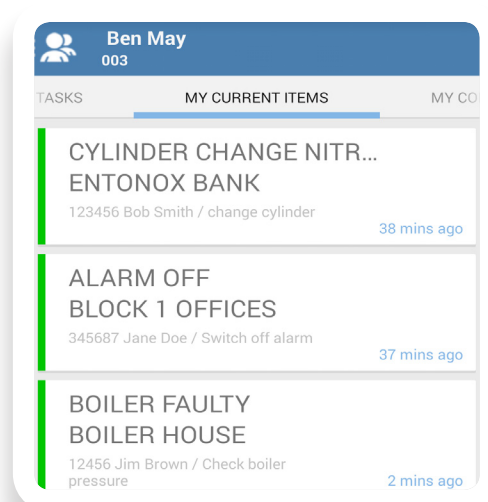 Ben May
003
TASKS MY CURRENT ITEMS MY CO
CYLINDER CHANGE NITR...
ENTONOX BANK
123456 Bob Smith / change cylinder
38 mins ago
ALARM OFF
BLOCK 1 OFFICES
345687 Jane Doe / Switch off alarm
37 mins ago
BOILER FAULTY
BOILER HOUSE
12456 Jim Brown / Check boiler
pressure
2 mins ago